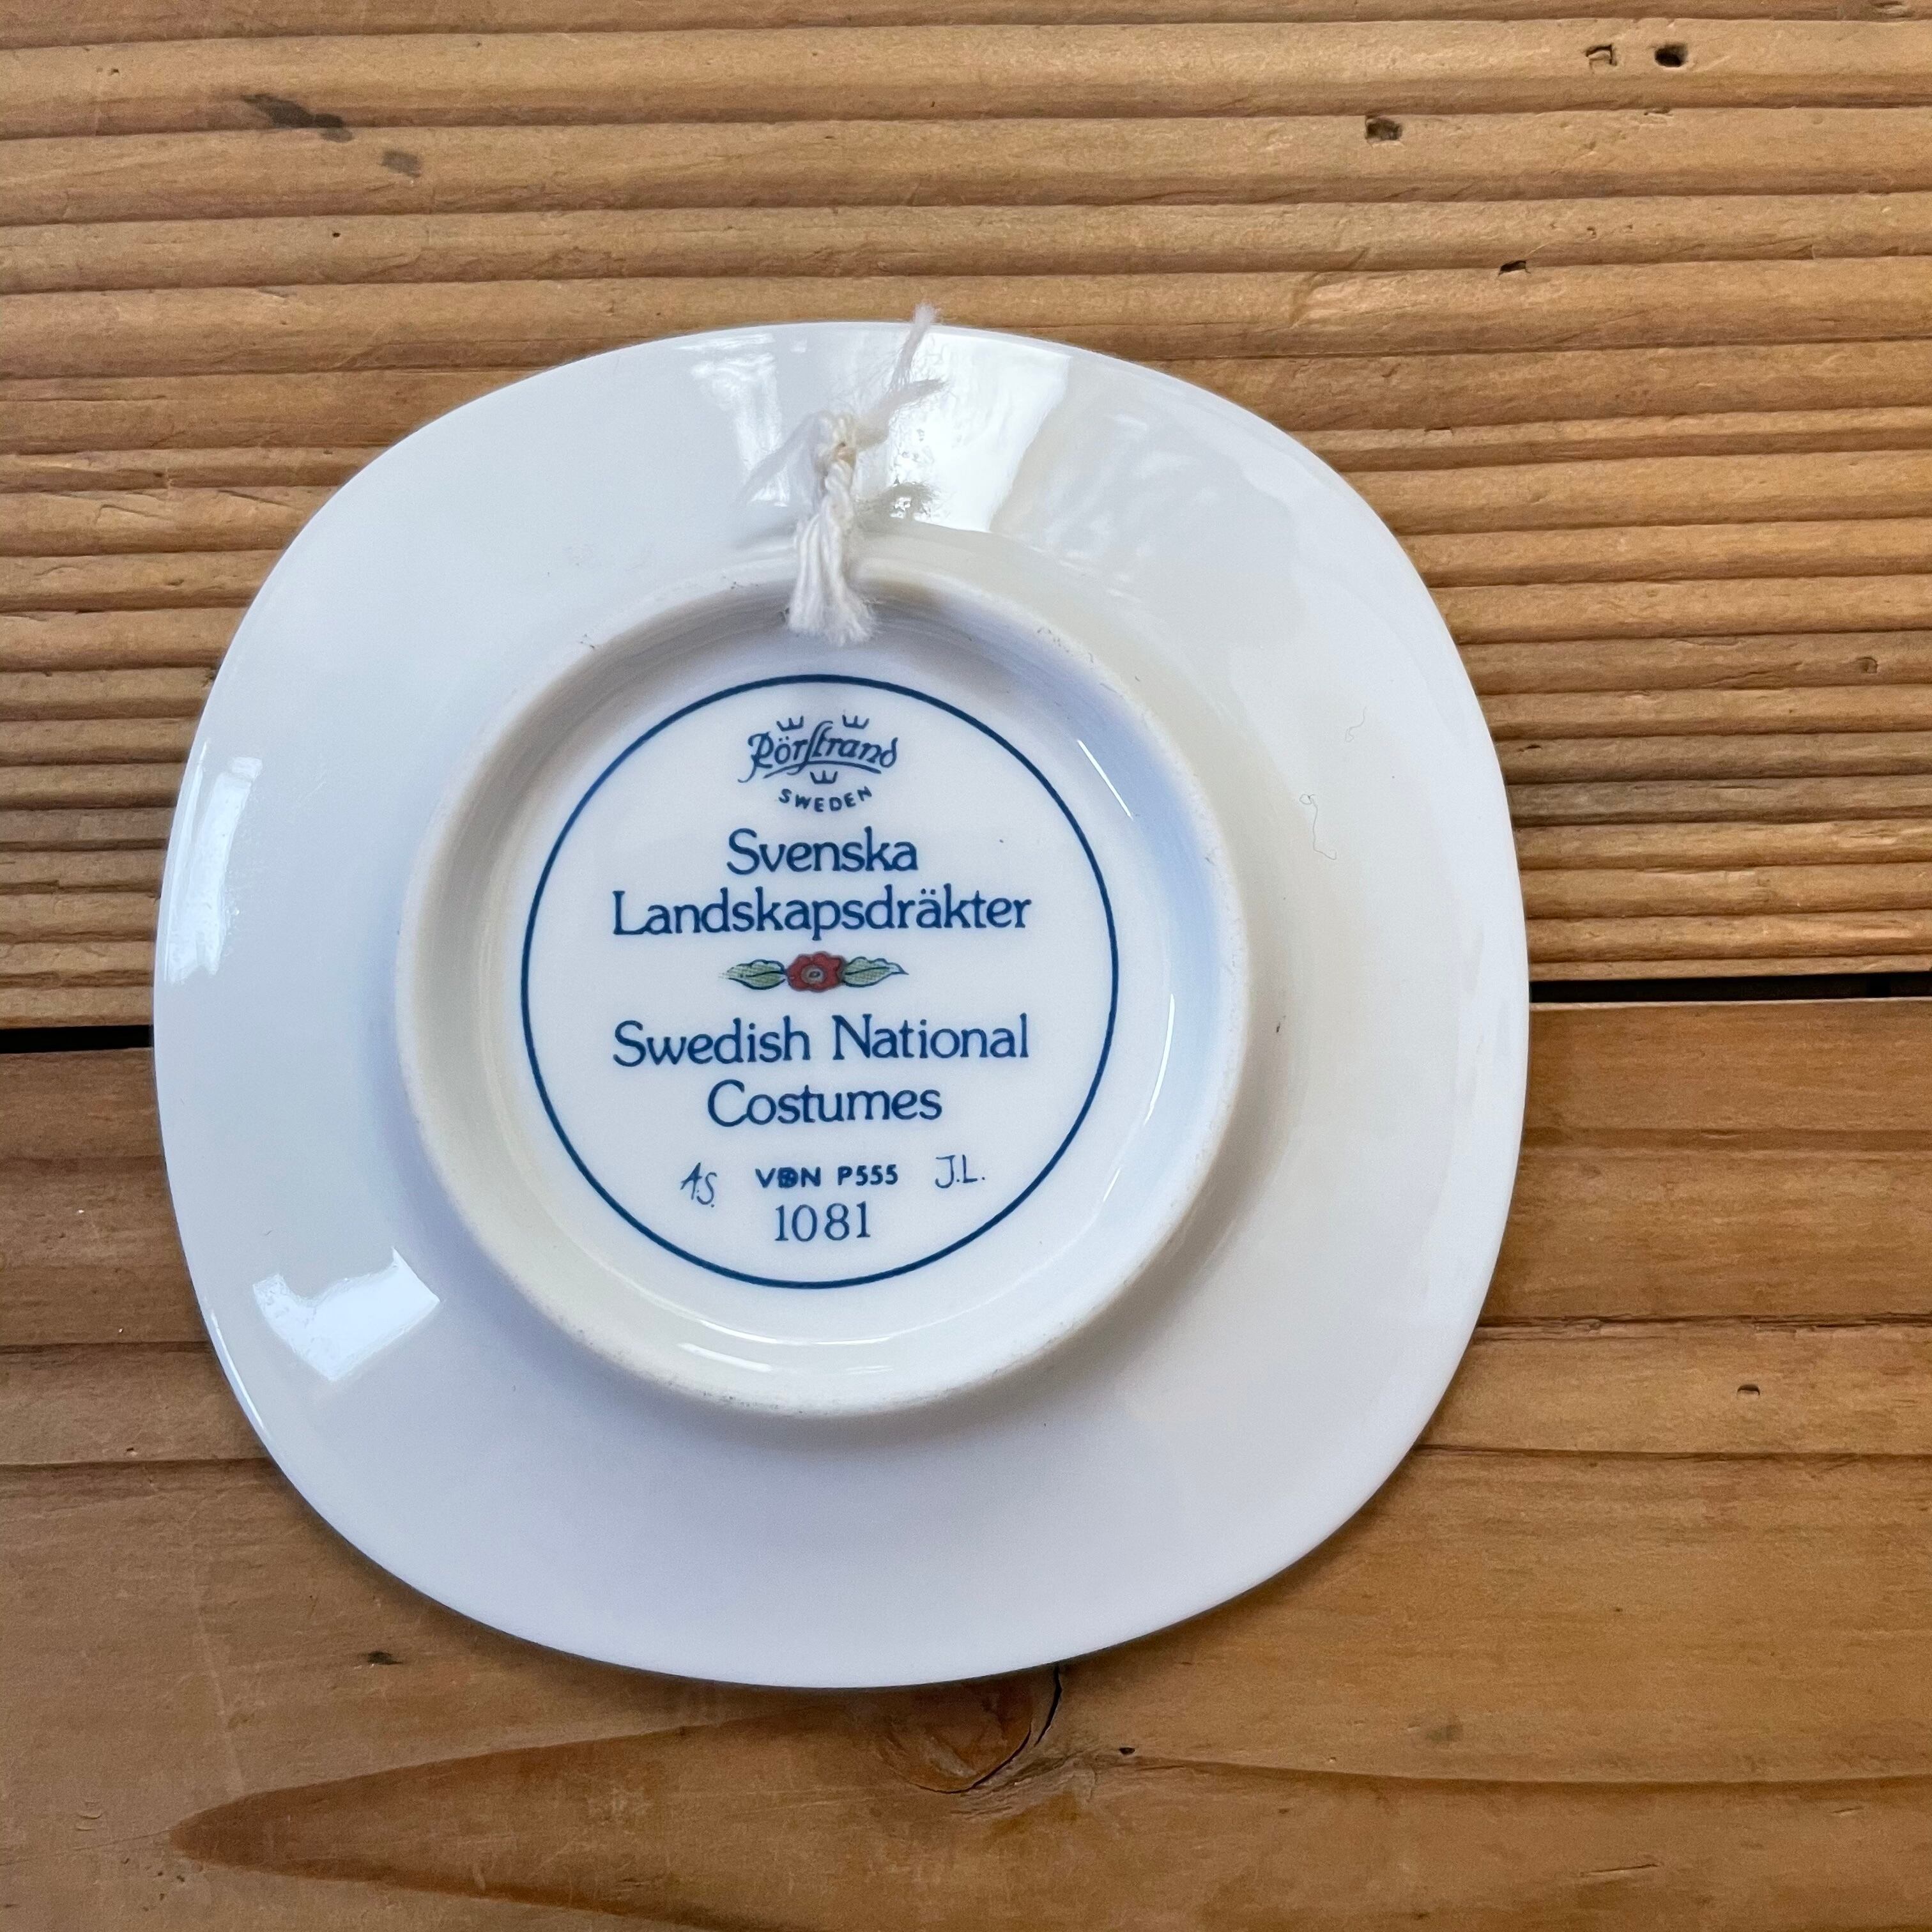 Rörstrand
SWEDEN
Svenska
Landskapsdräkter
Swedish National
Costumes
A.S. VDN P555 J.L.
1081